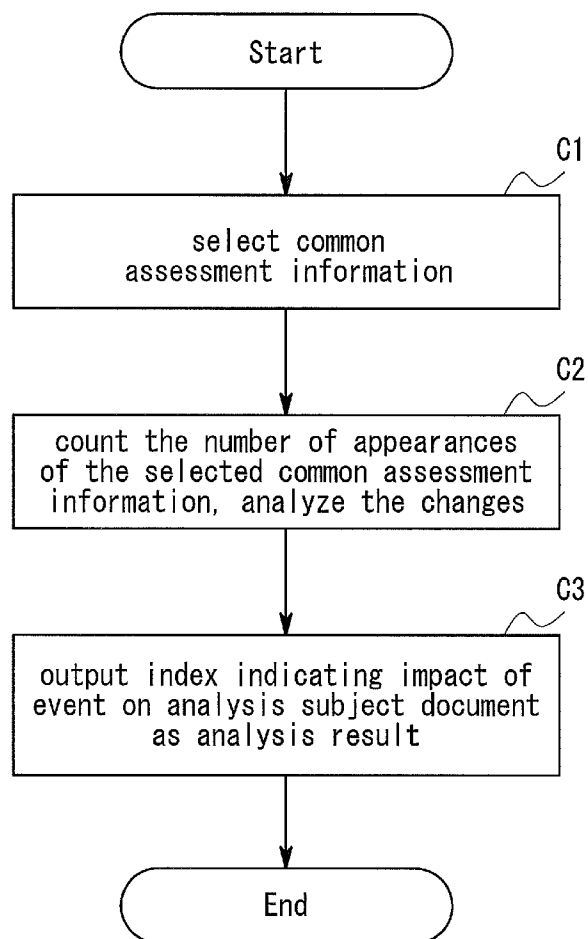 Start
C1
select common
assessment information
C2
count the number of appearances
of the selected common assessment
information, analyze the changes
C3
output index indicating impact of
event on analysis subject document
as analysis result
End